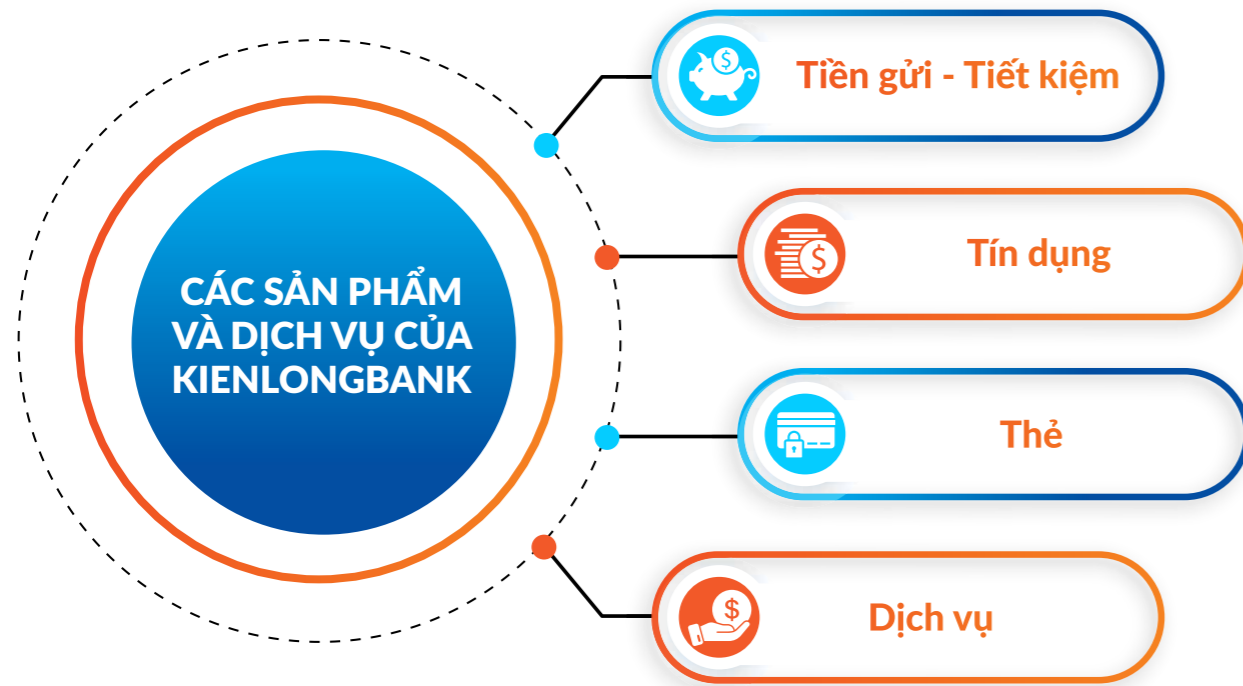 CÁC SẢN PHẨM
VÀ DỊCH VỤ CỦA
KIENLONGBANK
Tiền gửi - Tiết kiệm
Tín dụng
Thẻ
Dịch vụ